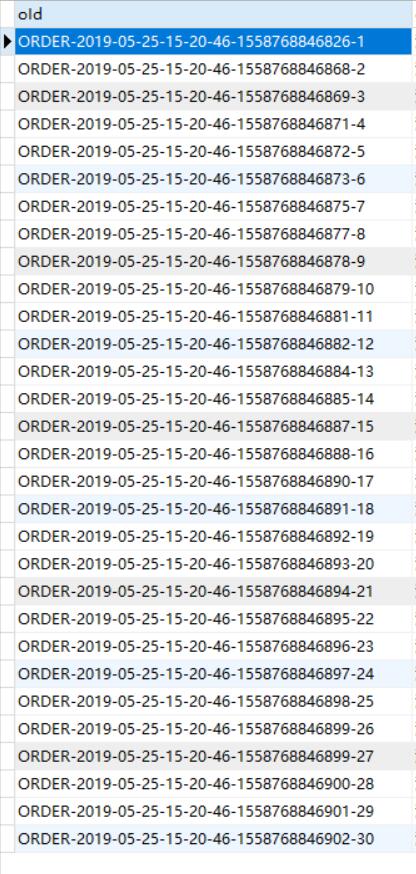 oId
ORDER-2019-05-25-15-20-46-1558768846826-1
ORDER-2019-05-25-15-20-46-1558768846868-2
ORDER-2019-05-25-15-20-46-1558768846869-3
ORDER-2019-05-25-15-20-46-1558768846871-4
ORDER-2019-05-25-15-20-46-1558768846872-5
ORDER-2019-05-25-15-20-46-1558768846873-6
ORDER-2019-05-25-15-20-46-1558768846875-7
ORDER-2019-05-25-15-20-46-1558768846877-8
ORDER-2019-05-25-15-20-46-1558768846878-9
ORDER-2019-05-25-15-20-46-1558768846879-10
ORDER-2019-05-25-15-20-46-1558768846881-11
ORDER-2019-05-25-15-20-46-1558768846882-12
ORDER-2019-05-25-15-20-46-1558768846884-13
ORDER-2019-05-25-15-20-46-1558768846885-14
ORDER-2019-05-25-15-20-46-1558768846887-15
ORDER-2019-05-25-15-20-46-1558768846888-16
ORDER-2019-05-25-15-20-46-1558768846890-17
ORDER-2019-05-25-15-20-46-1558768846891-18
ORDER-2019-05-25-15-20-46-1558768846892-19
ORDER-2019-05-25-15-20-46-1558768846893-20
ORDER-2019-05-25-15-20-46-1558768846894-21
ORDER-2019-05-25-15-20-46-1558768846895-22
ORDER-2019-05-25-15-20-46-1558768846896-23
ORDER-2019-05-25-15-20-46-1558768846897-24
ORDER-2019-05-25-15-20-46-1558768846898-25
ORDER-2019-05-25-15-20-46-1558768846899-26
ORDER-2019-05-25-15-20-46-1558768846899-27
ORDER-2019-05-25-15-20-46-1558768846900-28
ORDER-2019-05-25-15-20-46-1558768846901-29
ORDER-2019-05-25-15-20-46-1558768846902-30